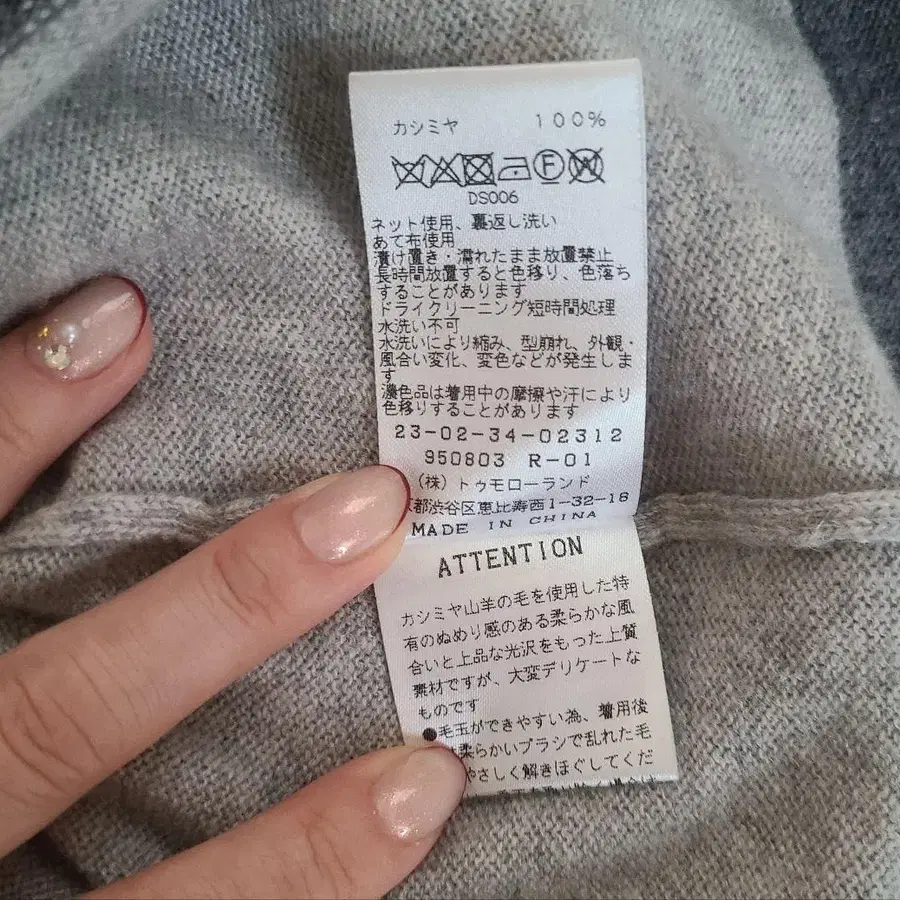 カシミヤ 100%
F W
DS006
ネット使用、裏返し洗い
あて布使用
漬け置き・濡れたまま放置禁止
長時間放置すると色移り、色落ち
することがあります
ドライクリーニング短時間処理
水洗い不可
水洗いにより縮み、型崩れ、外観・
風合い変化、変色などが発生しま
す
濃色品は着用中の摩擦や汗により
色移りすることがあります
23-02-34-02312
950803 R-01
(株)トゥモローランド
都渋谷区恵比寿西1-32-18
MADE IN CHINA
ATTENTION
カシミヤ山羊の毛を使用した特
有のぬめり感のある柔らかな風
合いと上品な光沢をもった上質
素材ですが、大変デリケートな
ものです
●毛玉ができやすい為、着用後
柔らかいブラシで乱れた毛
やさしく解きほぐしてくだ